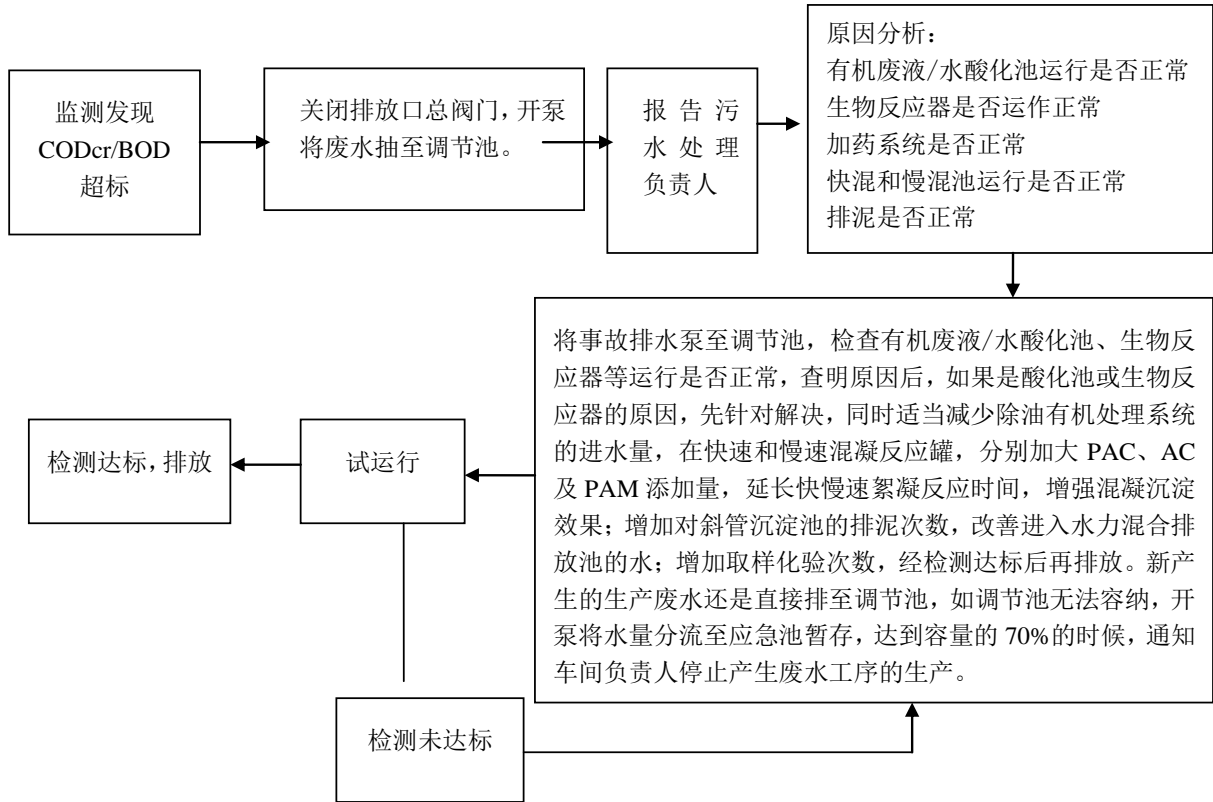 监测发现
CODcr/BOD
超标
关闭排放口总阀门，开泵
将废水抽至调节池。
报告污
水处理
负责人
原因分析：
有机废液/水酸化池运行是否正常
生物反应器是否运作正常
加药系统是否正常
快混和慢混池运行是否正常
排泥是否正常
将事故排水泵至调节池，检查有机废液/水酸化池、生物反
应器等运行是否正常，查明原因后，如果是酸化池或生物反
应器的原因，先针对解决，同时适当减少除油有机处理系统
的进水量，在快速和慢速混凝反应罐，分别加大 PAC、AC
及 PAM 添加量，延长快慢速絮凝反应时间，增强混凝沉淀
效果；增加对斜管沉淀池的排泥次数，改善进入水力混合排
放池的水；增加取样化验次数，经检测达标后再排放。新产
生的生产废水还是直接排至调节池，如调节池无法容纳，开
泵将水量分流至应急池暂存，达到容量的 70%的时候，通知
车间负责人停止产生废水工序的生产。
试运行
检测达标，排放
检测未达标